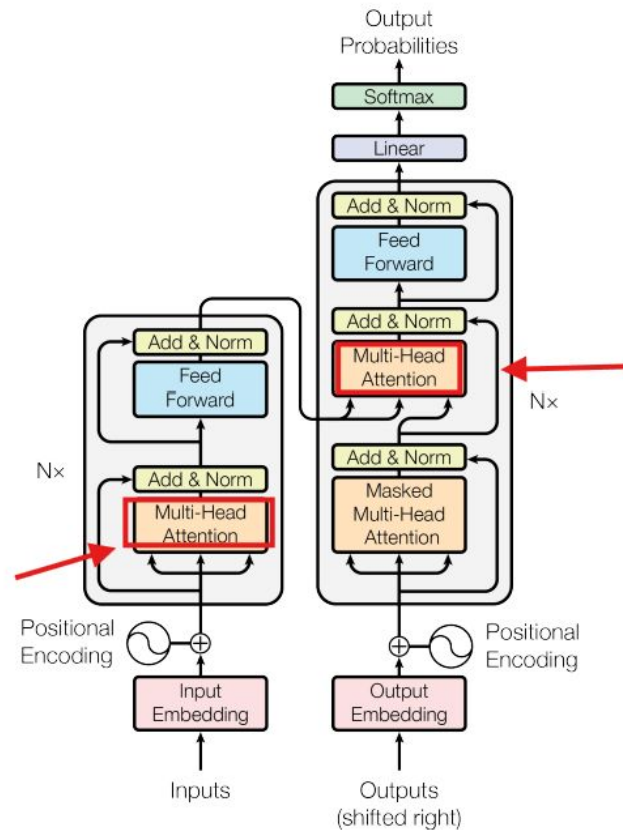 Output
Probabilities
Softmax
Linear
Add & Norm
Feed
Forward
Add & Norm
Multi-Head
Attention
Nx
Add & Norm
Masked
Multi-Head
Attention
Add & Norm
Feed
Forward
Nx
Add & Norm
Multi-Head
Attention
Positional
Encoding
Positional
Encoding
Input
Embedding
Output
Embedding
Inputs
Outputs
(shifted right)